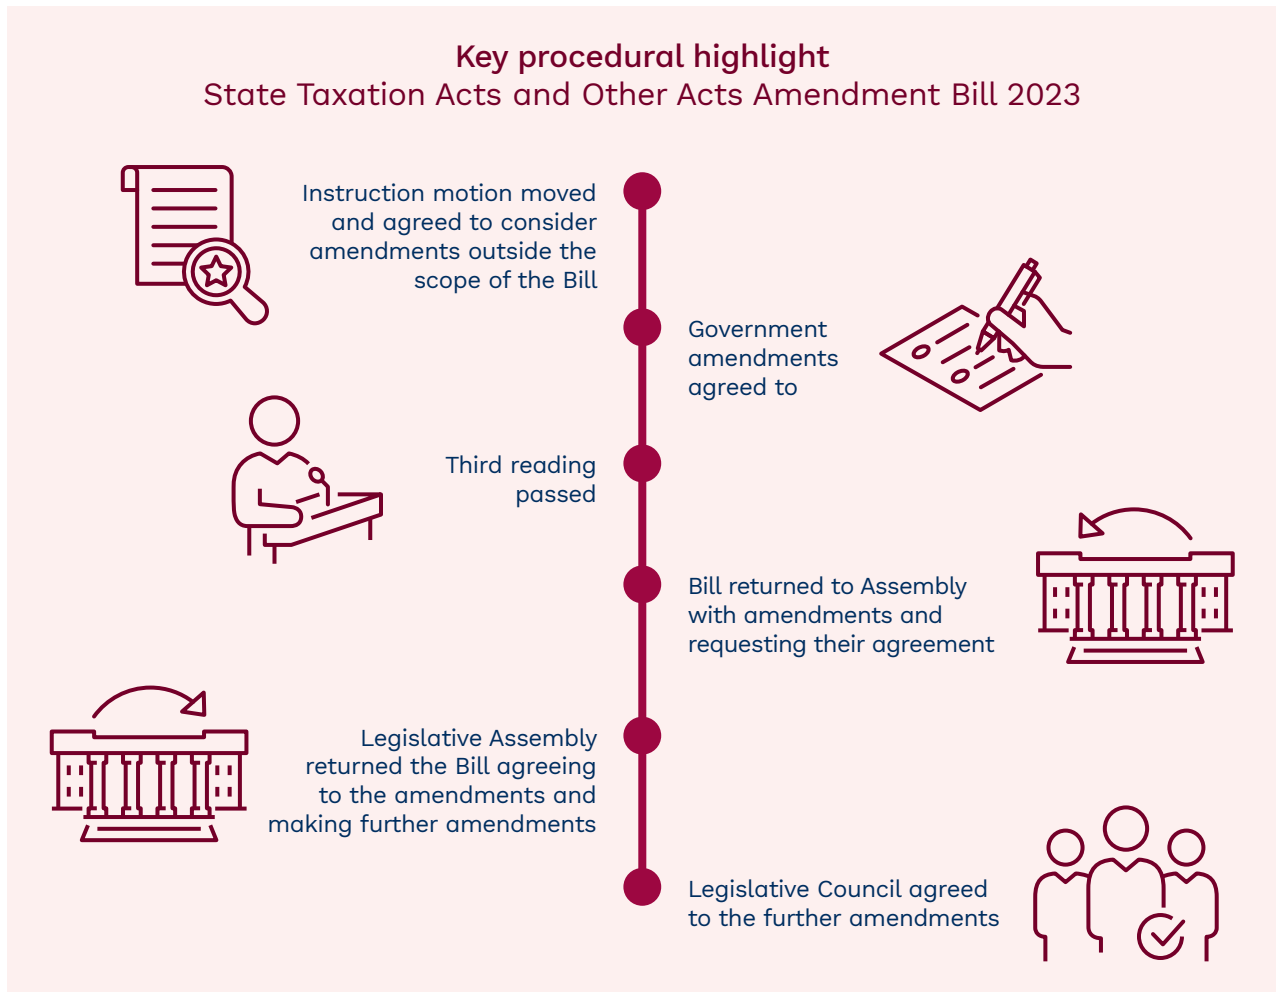 Key procedural highlight
State Taxation Acts and Other Acts Amendment Bill 2023
Instruction motion moved
and agreed to consider
amendments outside the
scope of the Bill
Government
amendments
agreed to
Third reading
passed
Bill returned to Assembly
with amendments and
requesting their agreement
Legislative Assembly
returned the Bill agreeing
to the amendments and
making further amendments
Legislative Council agreed
to the further amendments